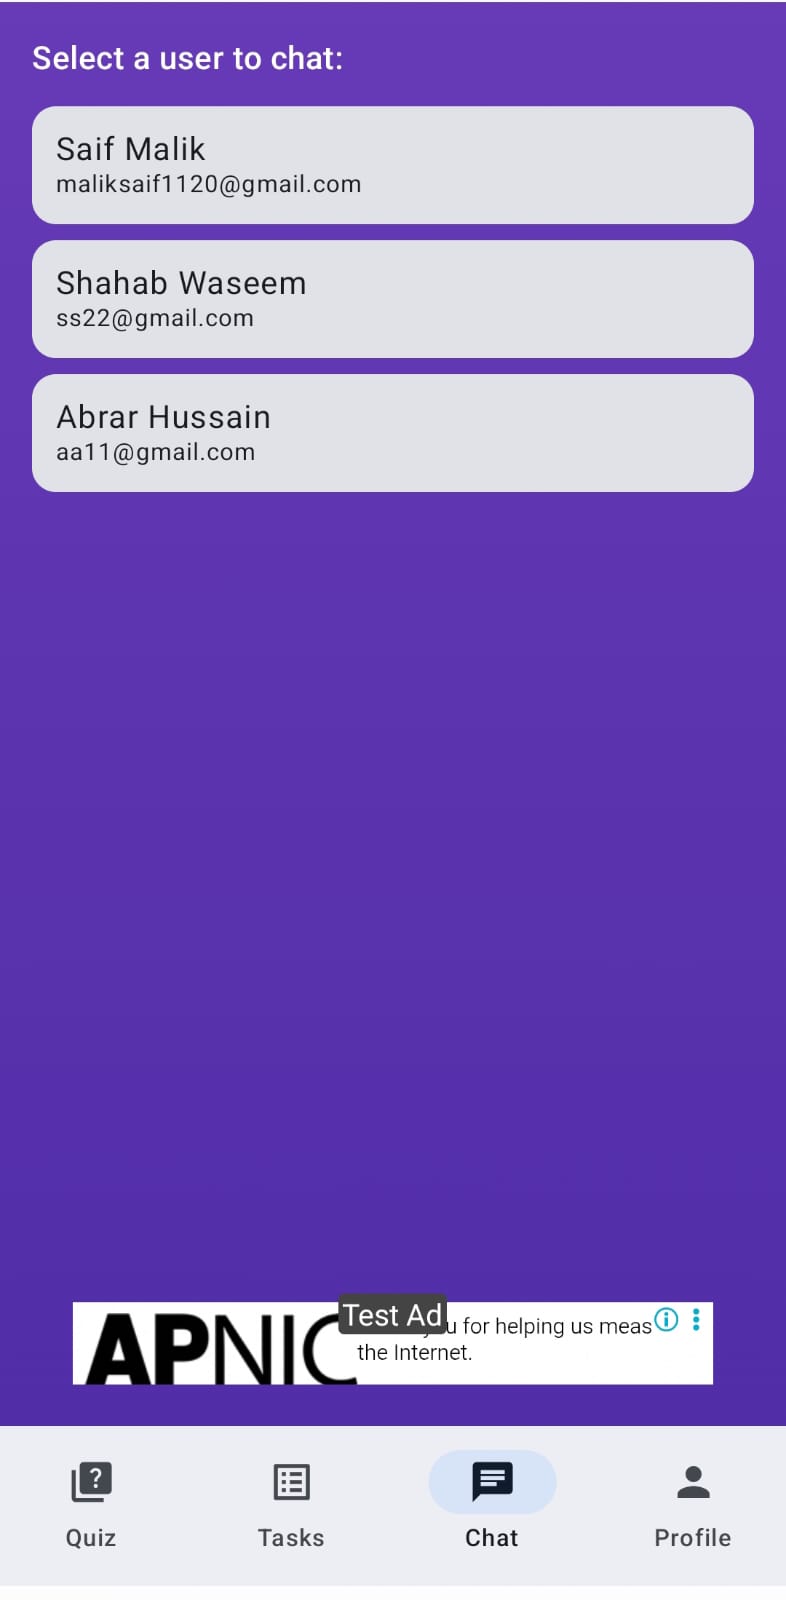 Select a user to chat:
Saif Malik
maliksaif1120@gmail.com
Shahab Waseem
ss22@gmail.com
Abrar Hussain
aa11@gmail.com
APNIC
Test Ad
for helping us meas
the Internet.
?
Quiz
Tasks
Chat
Profile